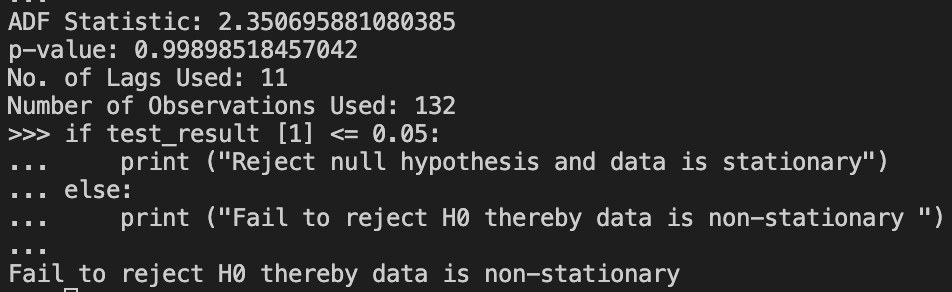 ...
ADF Statistic: 2.350695881080385
p-value: 0.99898518457042
No. of Lags Used: 11
Number of Observations Used: 132
>>> if test_result [1] <= 0.05:
...     print ("Reject null hypothesis and data is stationary")
... else:
...     print ("Fail to reject H0 thereby data is non-stationary ")
...
Fail to reject H0 thereby data is non-stationary